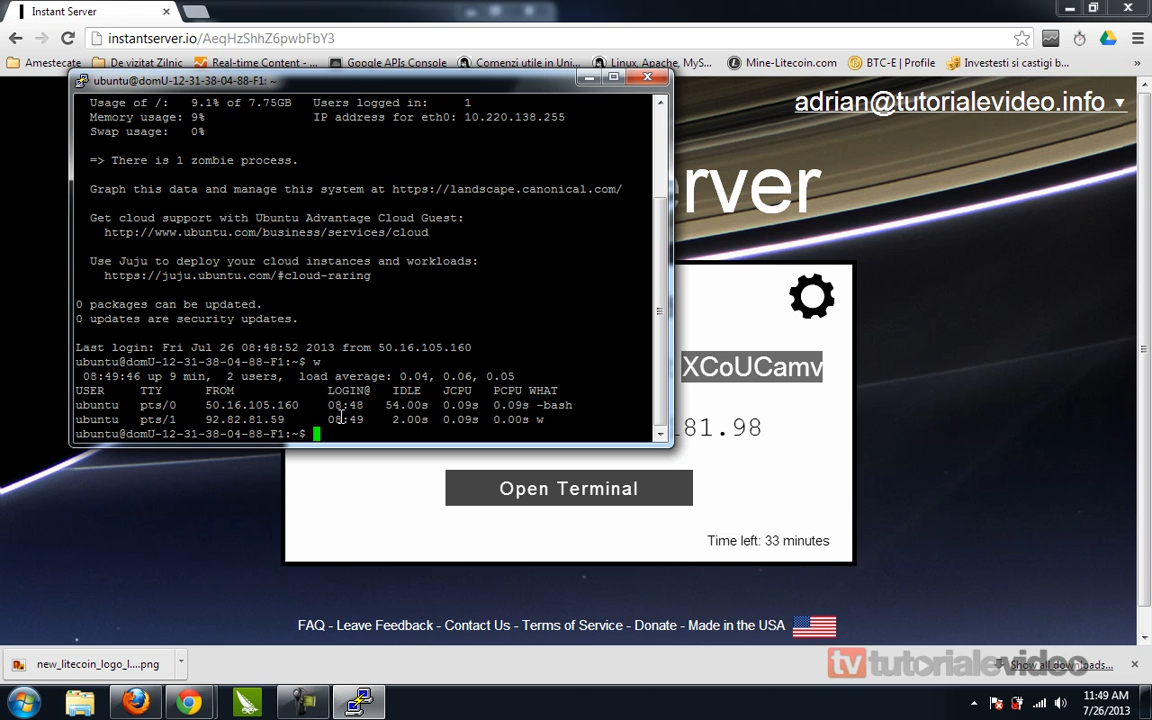 Instant Server
instantserver.io/AeqHzShhZ6pwbFbY3
Amestecate
De vizitat Zilnic
Real-time Content - ...
Google APIs Console
Comenzi utile in Uni...
Linux, Apache, MyS...
Mine-Litecoin.com
BTC-E | Profile
Investesti si castigi b...
»
ubuntu@domU-12-31-38-04-88-F1: ~
adrian@tutorialevideo.info
Usage of /:   9.1% of 7.75GB   Users logged in:     1
Memory usage: 9%               IP address for eth0: 10.220.138.255
Swap usage:   0%
=> There is 1 zombie process.
Graph this data and manage this system at https://landscape.canonical.com/
Get cloud support with Ubuntu Advantage Cloud Guest:
http://www.ubuntu.com/business/services/cloud
Use Juju to deploy your cloud instances and workloads:
https://juju.ubuntu.com/#cloud-raring
0 packages can be updated.
0 updates are security updates.
Last login: Fri Jul 26 08:48:52 2013 from 50.16.105.160
ubuntu@domU-12-31-38-04-88-F1:~$ w
08:49:46 up 9 min,  2 users,  load average: 0.04, 0.06, 0.05
USER     TTY      FROM             LOGIN@   IDLE   JCPU   PCPU WHAT
ubuntu   pts/0    50.16.105.160    08:48   54.00s  0.09s  0.09s -bash
ubuntu   pts/1    92.82.81.59      08:49    2.00s  0.09s  0.00s w
ubuntu@domU-12-31-38-04-88-F1:~$
erver
XCoUCamv
81.98
Open Terminal
Time left: 33 minutes
FAQ - Leave Feedback - Contact Us - Terms of Service - Donate - Made in the USA
new_litecoin_logo_l....png
Show all downloads...
tv tutorialevideo
11:49 AM
7/26/2013